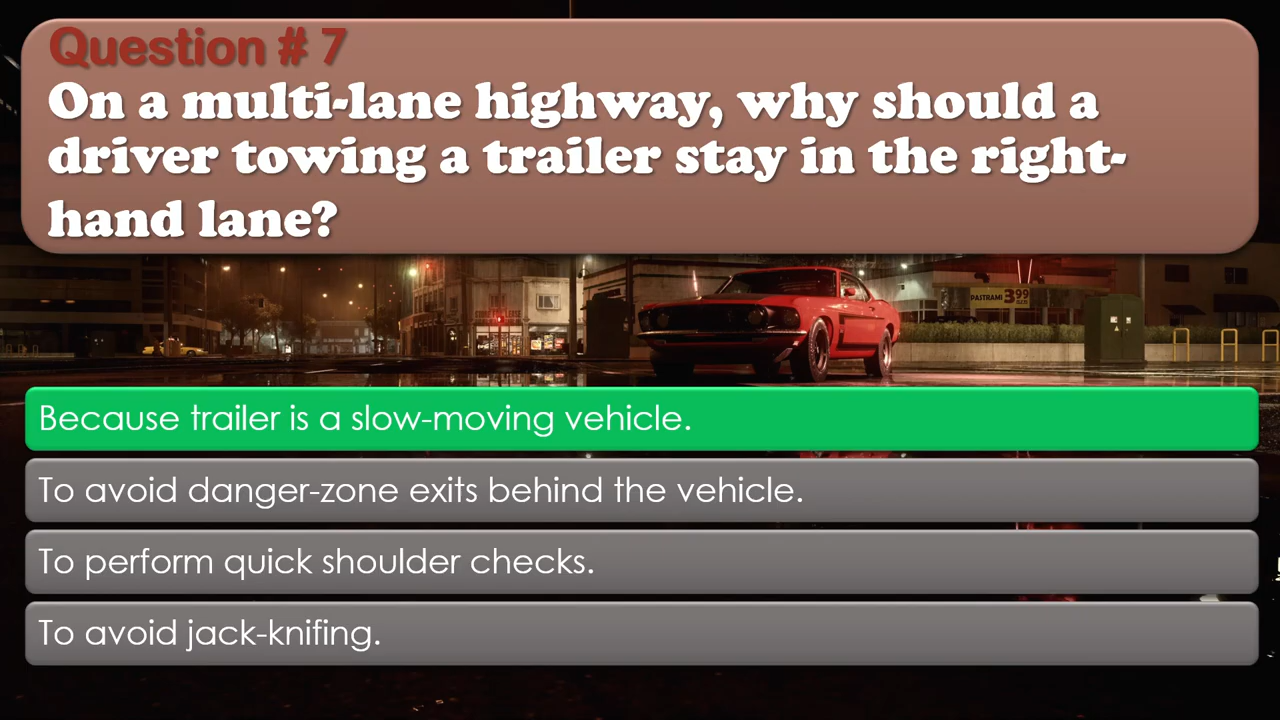 Question # 7
On a multi-lane highway, why should a
driver towing a trailer stay in the right-
hand lane?
PASTRAMI 3 99
Because trailer is a slow-moving vehicle.
To avoid danger-zone exits behind the vehicle.
To perform quick shoulder checks.
To avoid jack-knifing.